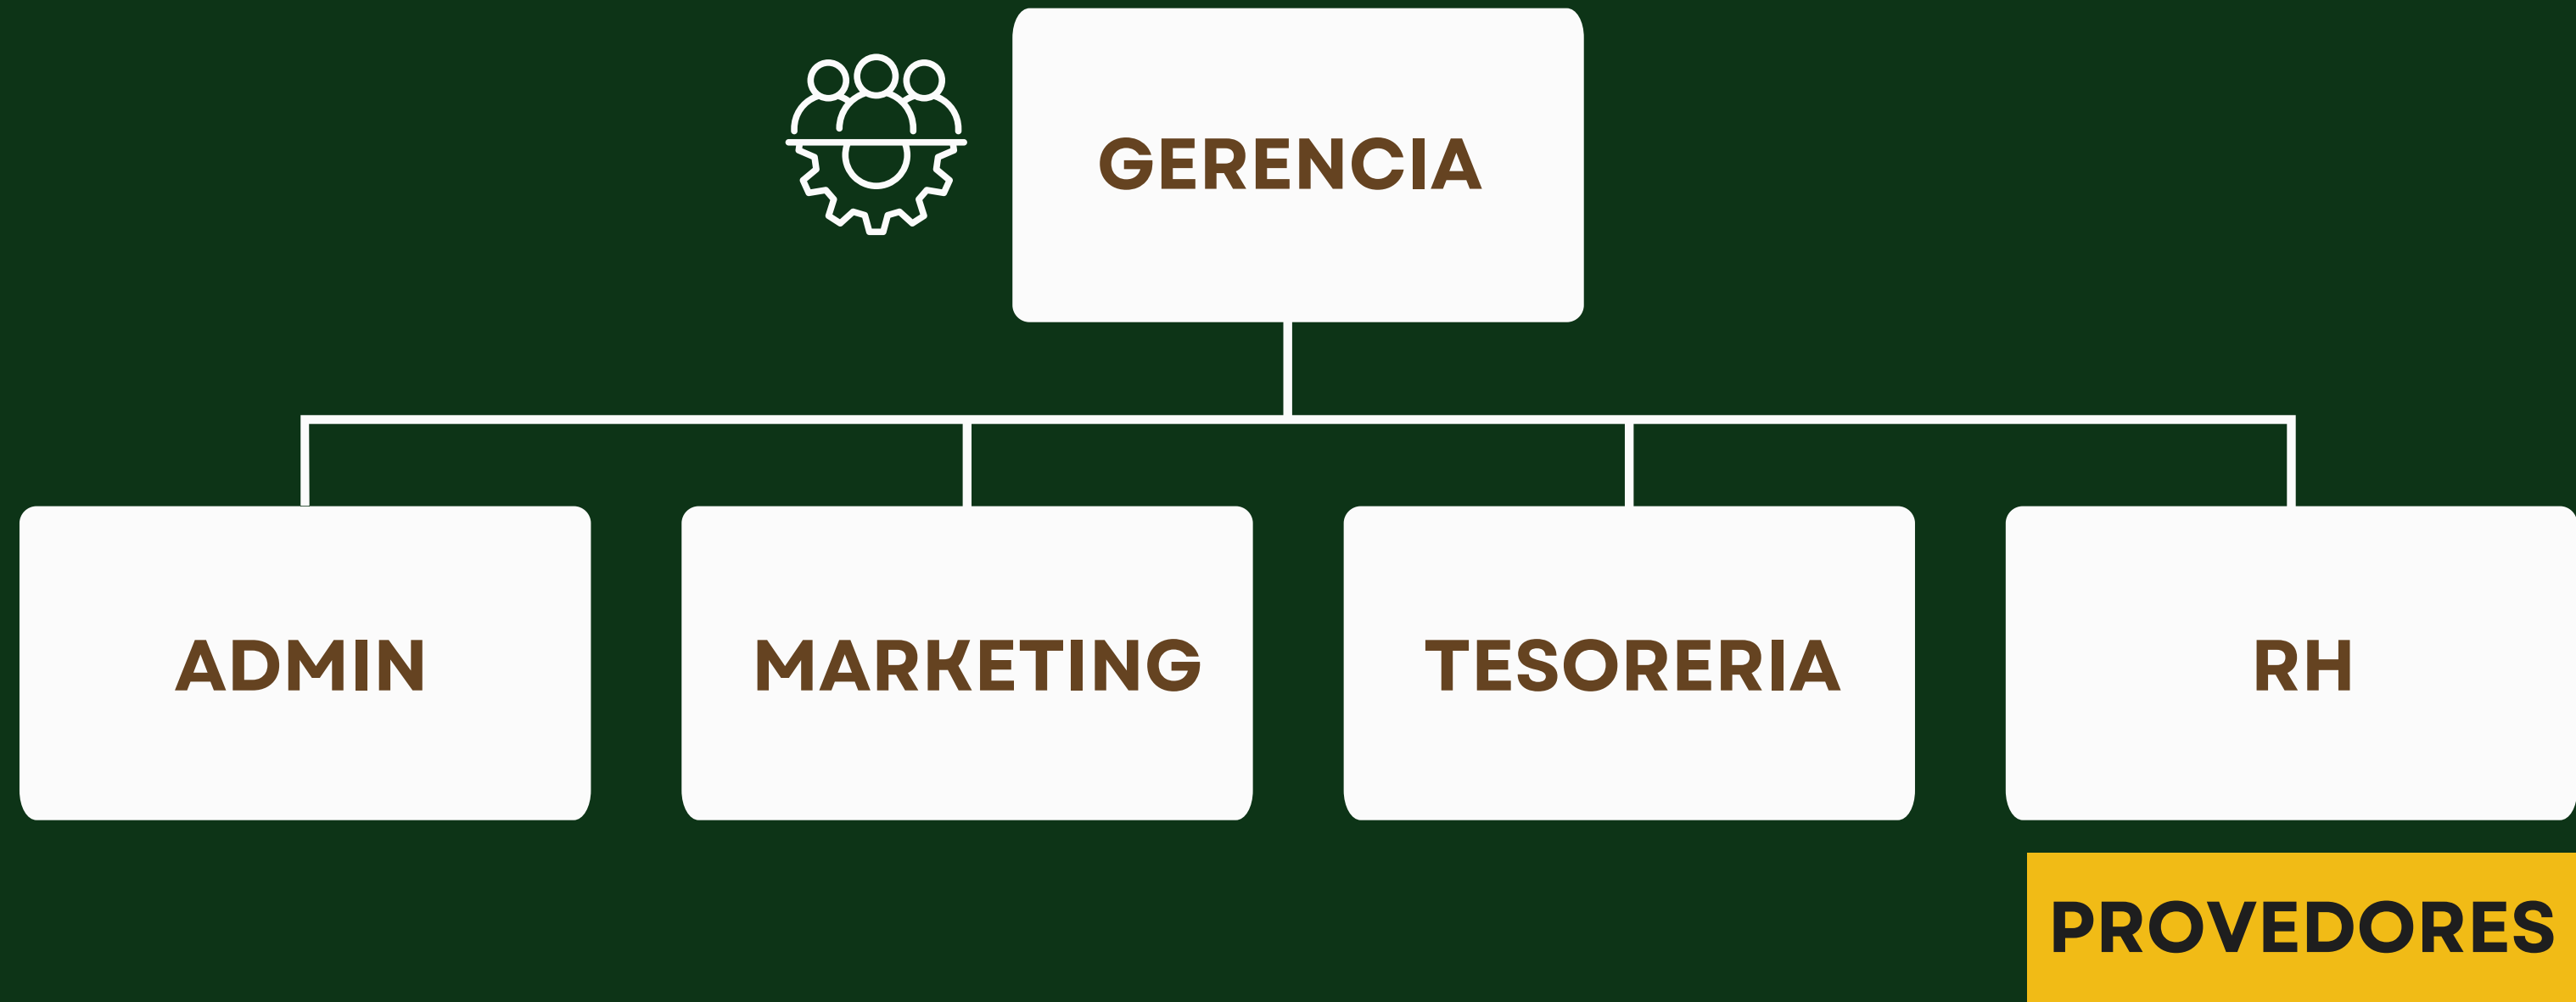 GERENCIA
ADMIN
MARKETING
TESORERIA
RH
PROVEDORES